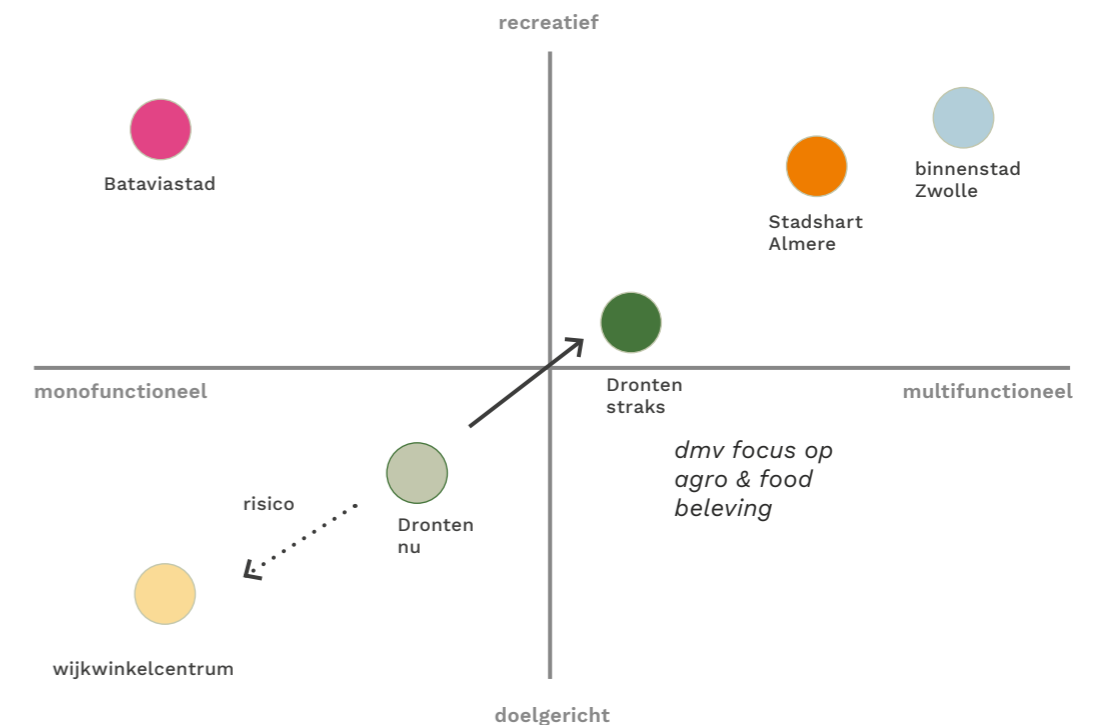 recreatief
Bataviastad
binnenstad
Zwolle
Stadshart
Almere
monofunctioneel
multifunctioneel
Dronten
straks
dmv focus op
agro & food
beleving
risico
Dronten
nu
wijkwinkelcentrum
doelgericht